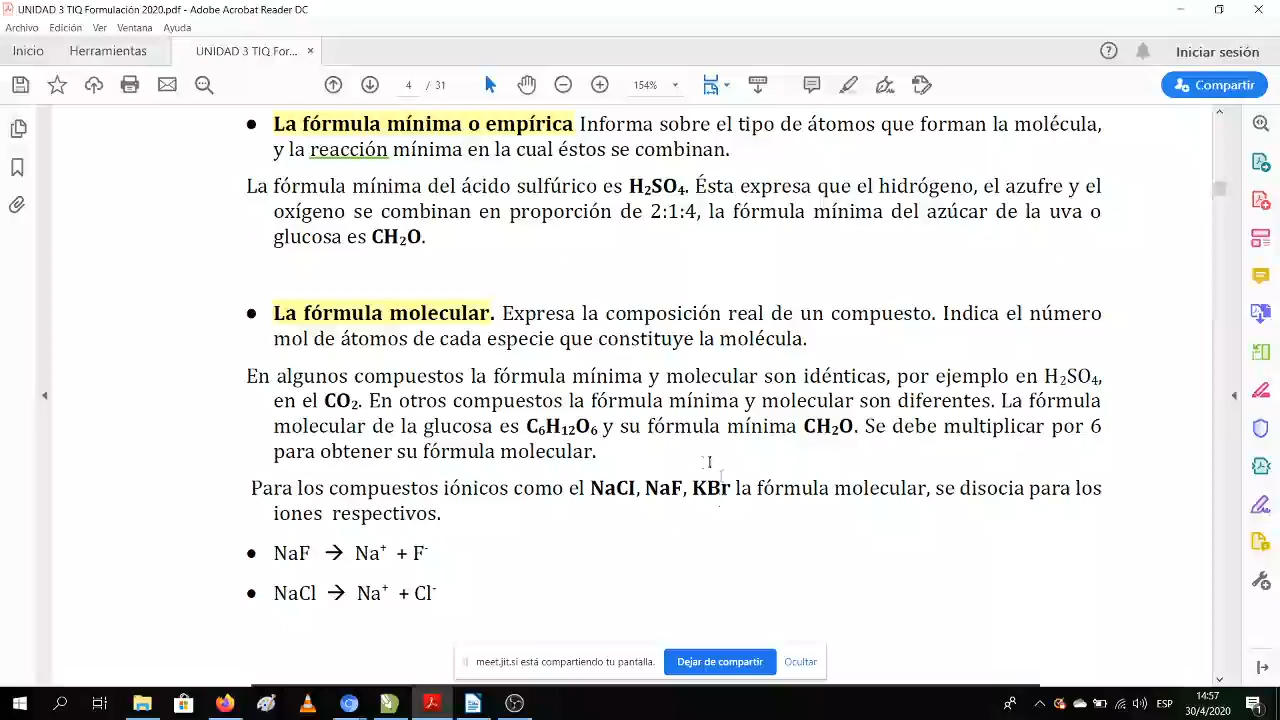 UNIDAD 3 TIQ Formulación 2020.pdf - Adobe Acrobat Reader DC
Archivo Edición Ver Ventana Ayuda
Inicio Herramientas UNIDAD 3 TIQ For... × Iniciar sesión
4 / 31 154% Compartir
● La fórmula mínima o empírica Informa sobre el tipo de átomos que forman la molécula,
y la reacción mínima en la cual éstos se combinan.
La fórmula mínima del ácido sulfúrico es H₂SO₄. Ésta expresa que el hidrógeno, el azufre y el
oxígeno se combinan en proporción de 2:1:4, la fórmula mínima del azúcar de la uva o
glucosa es CH₂O.
● La fórmula molecular. Expresa la composición real de un compuesto. Indica el número
mol de átomos de cada especie que constituye la molécula.
En algunos compuestos la fórmula mínima y molecular son idénticas, por ejemplo en H₂SO₄,
en el CO₂. En otros compuestos la fórmula mínima y molecular son diferentes. La fórmula
molecular de la glucosa es C₆H₁₂O₆ y su fórmula mínima CH₂O. Se debe multiplicar por 6
para obtener su fórmula molecular.
Para los compuestos iónicos como el NaCI, NaF, KBr la fórmula molecular, se disocia para los
iones respectivos.
● NaF → Na⁺ + F⁻
● NaCl → Na⁺ + Cl⁻
meet.jit.si está compartiendo tu pantalla. Dejar de compartir Ocultar
ESP 14:57
30/4/2020